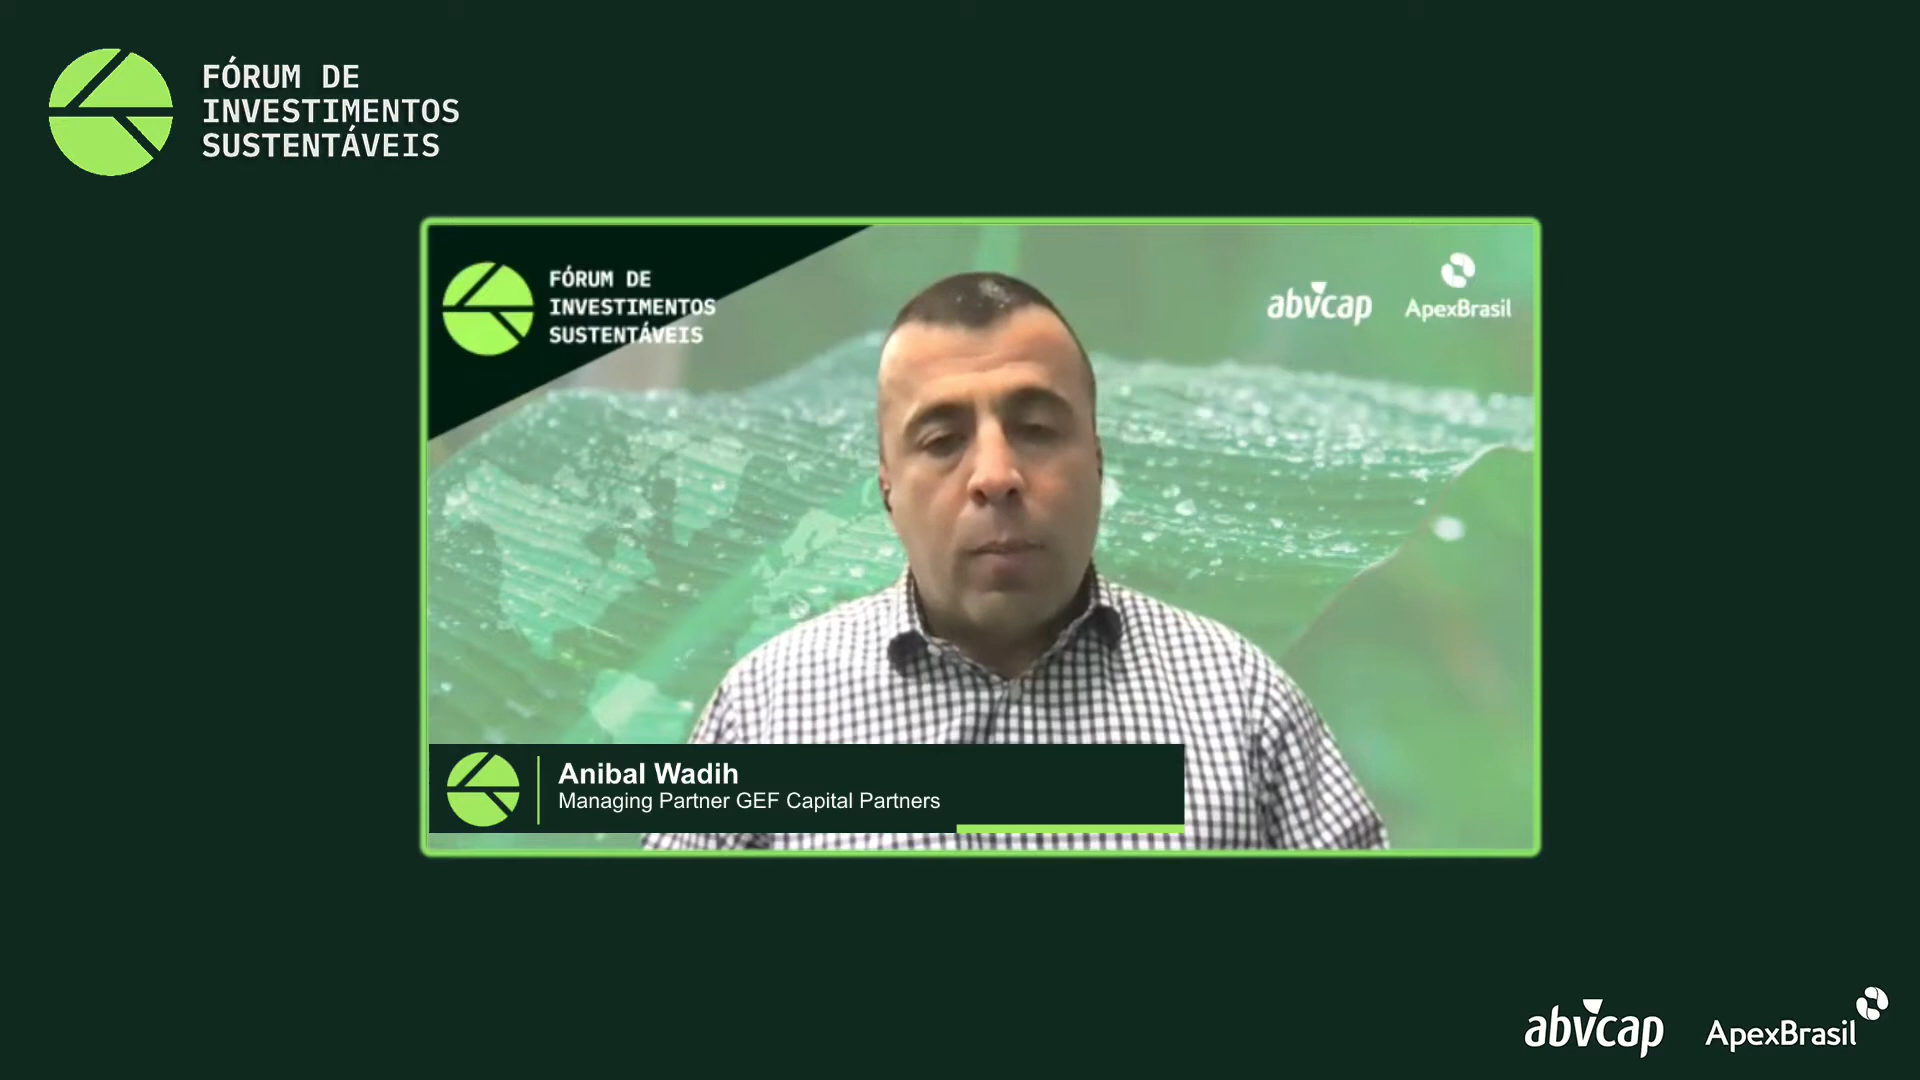 FÓRUM DE
INVESTIMENTOS
SUSTENTÁVEIS
FÓRUM DE
INVESTIMENTOS
SUSTENTÁVEIS
abvcap
ApexBrasil
Anibal Wadih
Managing Partner GEF Capital Partners
abvcap
ApexBrasil